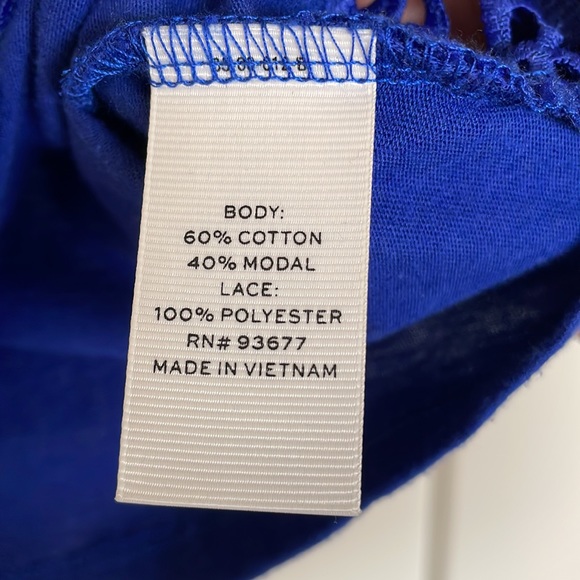 BODY:
60% COTTON
40% MODAL
LACE:
100% POLYESTER
RN# 93677
MADE IN VIETNAM